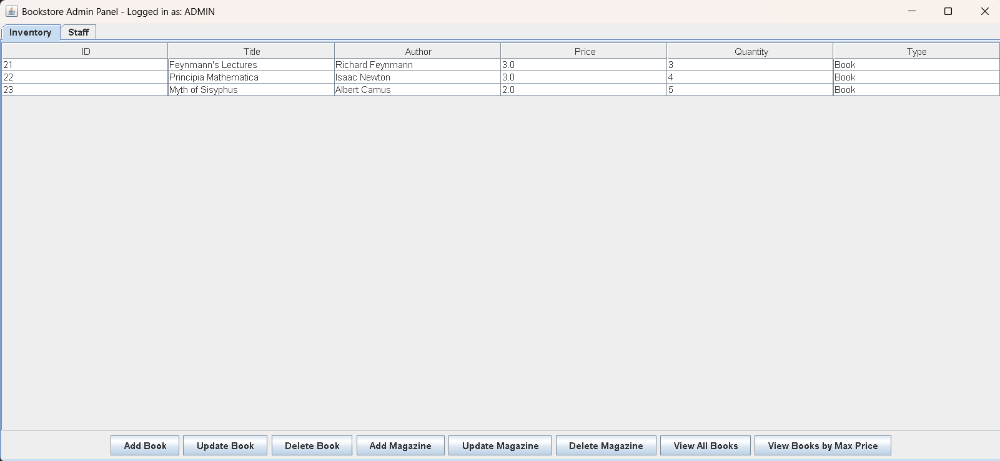 Bookstore Admin Panel - Logged in as: ADMIN
Inventory Staff
ID Title Author Price Quantity Type
21 Feynmann's Lectures Richard Feynmann 3.0 3 Book
22 Principia Mathematica Isaac Newton 3.0 4 Book
23 Myth of Sisyphus Albert Camus 2.0 5 Book
Add Book Update Book Delete Book Add Magazine Update Magazine Delete Magazine View All Books View Books by Max Price